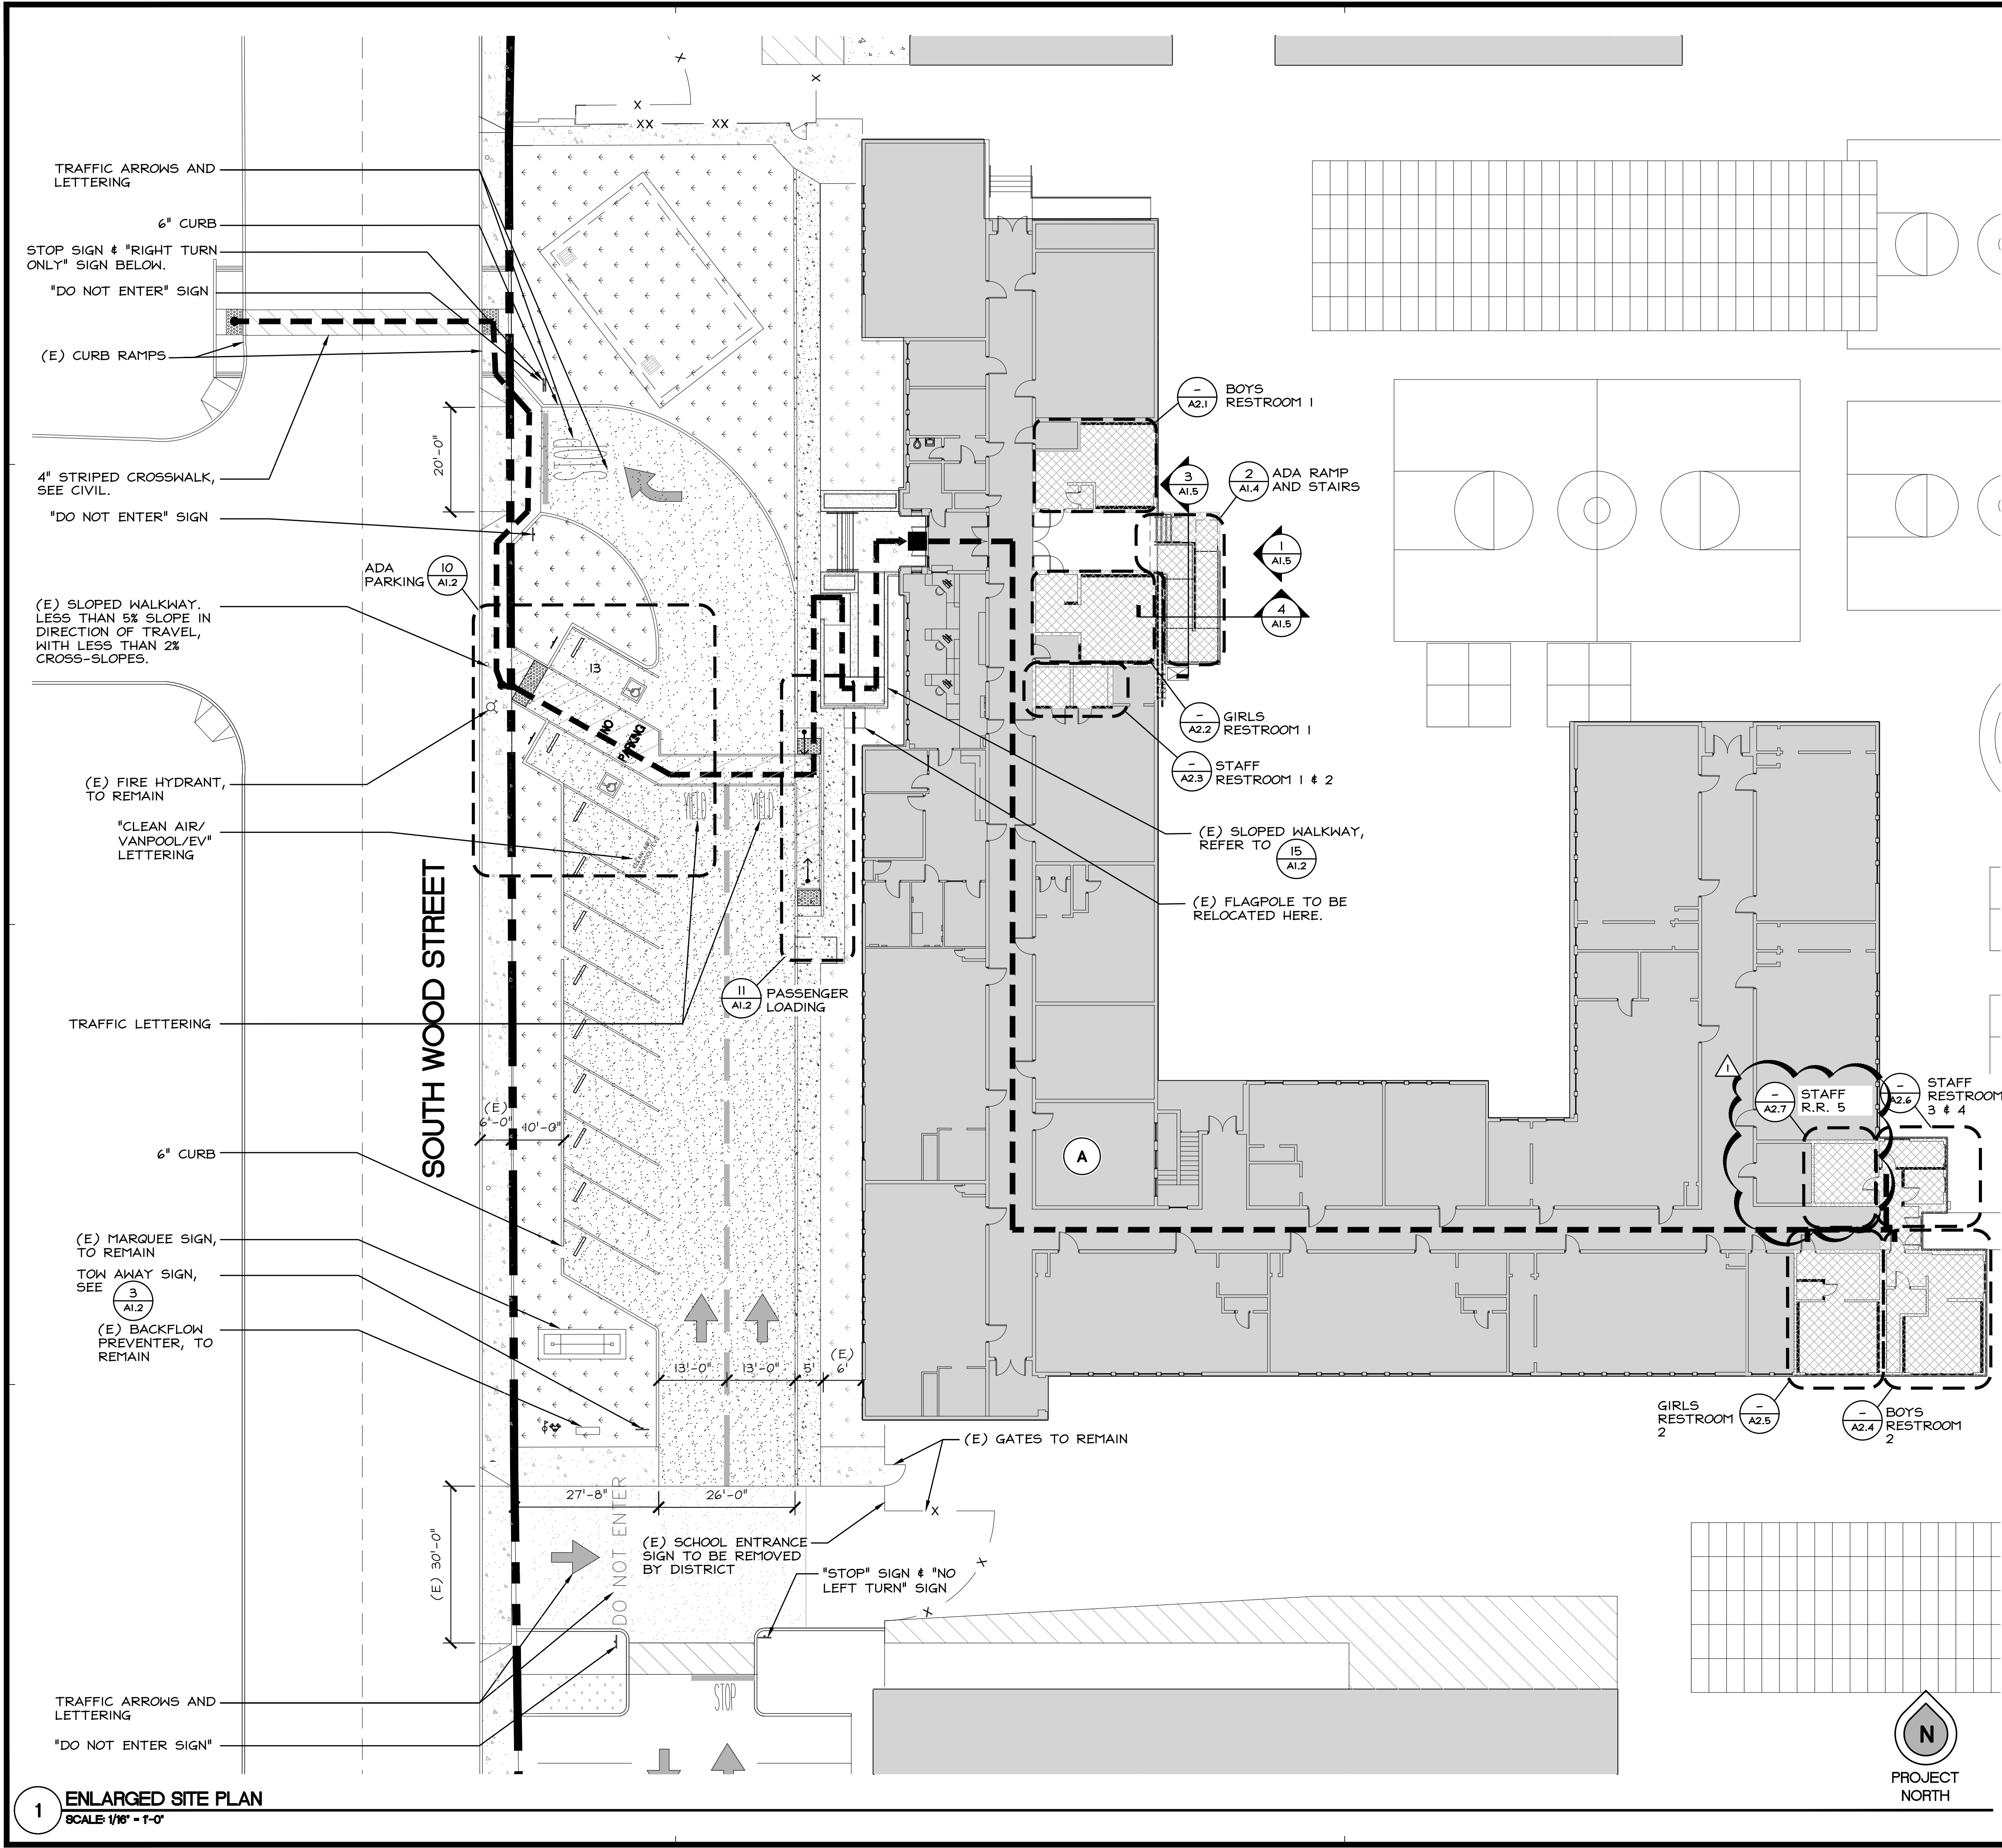 X
X
X
XX
XX
TRAFFIC ARROWS AND
LETTERING
6" CURB
STOP SIGN & "RIGHT TURN
ONLY" SIGN BELOW.
"DO NOT ENTER" SIGN
(E) CURB RAMPS
20'-0"
4" STRIPED CROSSWALK,
SEE CIVIL.
"DO NOT ENTER" SIGN
ADA
PARKING
10
A1.2
(E) SLOPED WALKWAY.
LESS THAN 5% SLOPE IN
DIRECTION OF TRAVEL,
WITH LESS THAN 2%
CROSS-SLOPES.
13
NO
PARKING
(E) FIRE HYDRANT,
TO REMAIN
"CLEAN AIR/
VANPOOL/EV"
LETTERING
YIELD
YIELD
SOUTH WOOD STREET
TRAFFIC LETTERING
11
A1.2
PASSENGER
LOADING
–
A2.1
BOYS
RESTROOM 1
3
A1.5
2
A1.4
ADA RAMP
AND STAIRS
1
A1.5
4
A1.5
–
A2.2
GIRLS
RESTROOM 1
–
A2.3
STAFF
RESTROOM 1 & 2
(E) SLOPED WALKWAY,
REFER TO
15
A1.2
(E) FLAGPOLE TO BE
RELOCATED HERE.
1
–
A2.7
STAFF
R.R. 5
–
A2.6
STAFF
RESTROOM
3 & 4
A
(E)
6'-0"
10'-0"
6" CURB
(E) MARQUEE SIGN,
TO REMAIN
TOW AWAY SIGN,
SEE
3
A1.2
(E) BACKFLOW
PREVENTER, TO
REMAIN
13'-0"
13'-0"
5'
(E)
6'
GIRLS
RESTROOM
2
–
A2.5
–
A2.4
BOYS
RESTROOM
2
(E) GATES TO REMAIN
27'-8"
26'-0"
X
(E) 30'-0"
DO NOT ENTER
(E) SCHOOL ENTRANCE
SIGN TO BE REMOVED
BY DISTRICT
X
"STOP" SIGN & "NO
LEFT TURN" SIGN
X
STOP
TRAFFIC ARROWS AND
LETTERING
"DO NOT ENTER SIGN"
N
PROJECT
NORTH
1
ENLARGED SITE PLAN
SCALE: 1/16" = 1'-0"